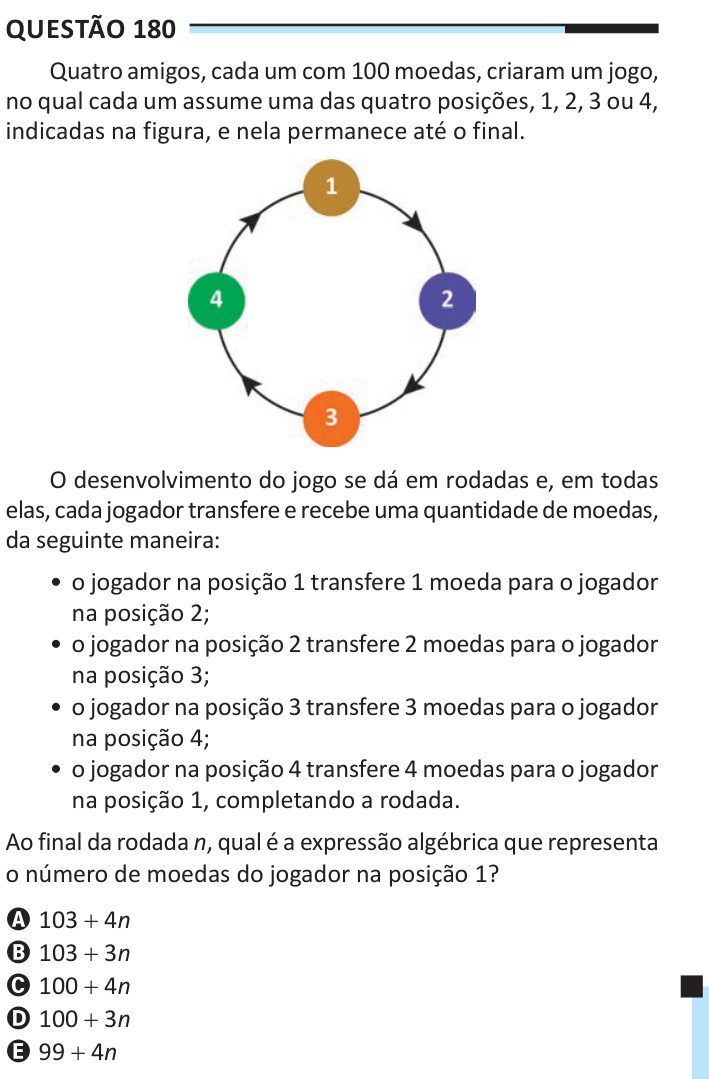 QUESTÃO 180
Quatro amigos, cada um com 100 moedas, criaram um jogo,
no qual cada um assume uma das quatro posições, 1, 2, 3 ou 4,
indicadas na figura, e nela permanece até o final.
1
4
2
3
O desenvolvimento do jogo se dá em rodadas e, em todas
elas, cada jogador transfere e recebe uma quantidade de moedas,
da seguinte maneira:
• o jogador na posição 1 transfere 1 moeda para o jogador
na posição 2;
• o jogador na posição 2 transfere 2 moedas para o jogador
na posição 3;
• o jogador na posição 3 transfere 3 moedas para o jogador
na posição 4;
• o jogador na posição 4 transfere 4 moedas para o jogador
na posição 1, completando a rodada.
Ao final da rodada n, qual é a expressão algébrica que representa
o número de moedas do jogador na posição 1?
A 103 + 4n
B 103 + 3n
C 100 + 4n
D 100 + 3n
E 99 + 4n